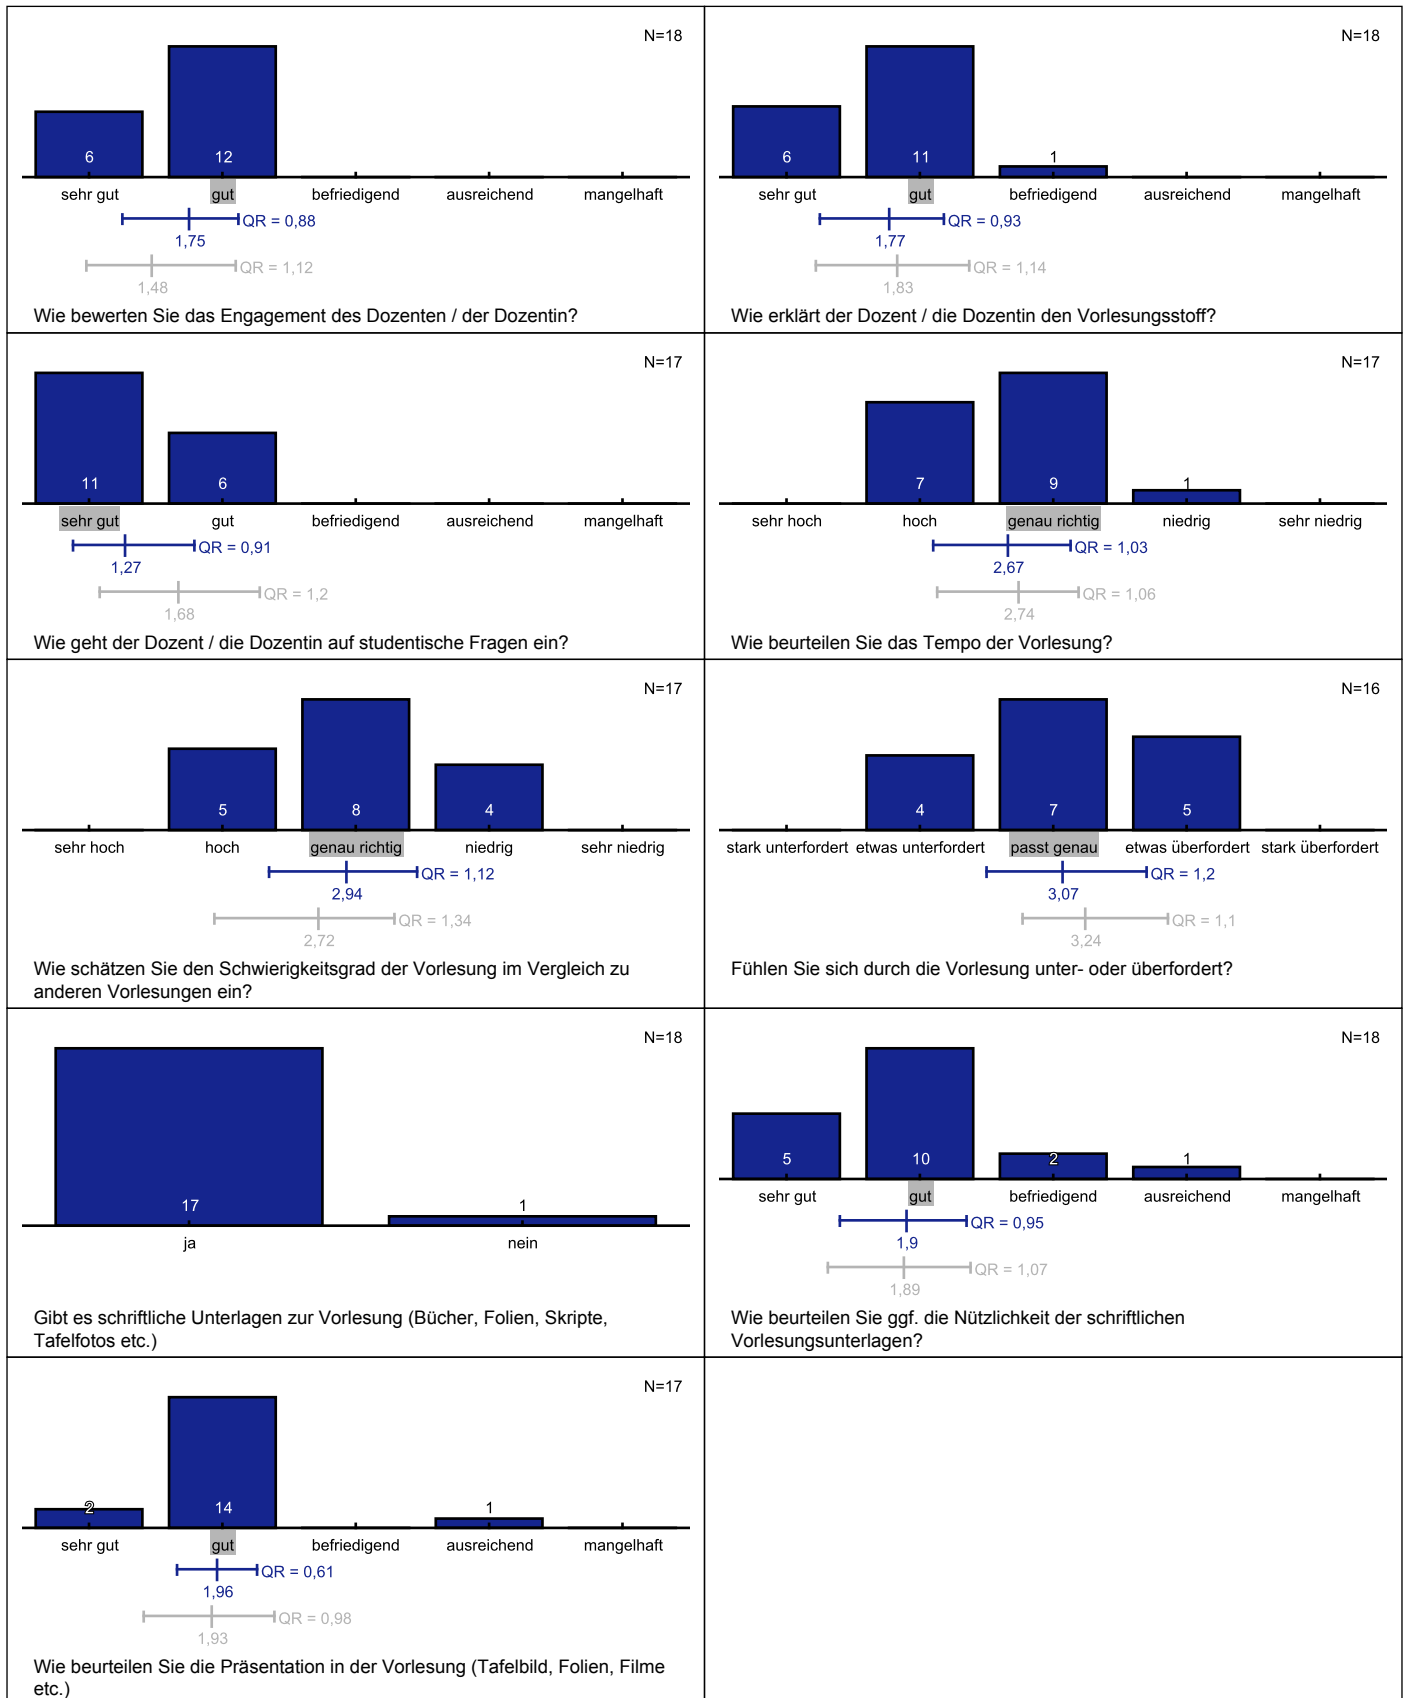 N=18
6
12
sehr gut
gut
befriedigend
ausreichend
mangelhaft
QR = 0,88
1,75
QR = 1,12
1,48
Wie bewerten Sie das Engagement des Dozenten / der Dozentin?
N=18
6
11
1
sehr gut
gut
befriedigend
ausreichend
mangelhaft
QR = 0,93
1,77
QR = 1,14
1,83
Wie erklärt der Dozent / die Dozentin den Vorlesungsstoff?
N=17
11
6
sehr gut
gut
befriedigend
ausreichend
mangelhaft
QR = 0,91
1,27
QR = 1,2
1,68
Wie geht der Dozent / die Dozentin auf studentische Fragen ein?
N=17
7
9
1
sehr hoch
hoch
genau richtig
niedrig
sehr niedrig
QR = 1,03
2,67
QR = 1,06
2,74
Wie beurteilen Sie das Tempo der Vorlesung?
N=17
5
8
4
sehr hoch
hoch
genau richtig
niedrig
sehr niedrig
QR = 1,12
2,94
QR = 1,34
2,72
Wie schätzen Sie den Schwierigkeitsgrad der Vorlesung im Vergleich zu
anderen Vorlesungen ein?
N=16
4
7
5
stark unterfordert
etwas unterfordert
passt genau
etwas überfordert
stark überfordert
QR = 1,2
3,07
QR = 1,1
3,24
Fühlen Sie sich durch die Vorlesung unter- oder überfordert?
N=18
17
1
ja
nein
Gibt es schriftliche Unterlagen zur Vorlesung (Bücher, Folien, Skripte,
Tafelfotos etc.)
N=18
5
10
2
1
sehr gut
gut
befriedigend
ausreichend
mangelhaft
QR = 0,95
1,9
QR = 1,07
1,89
Wie beurteilen Sie ggf. die Nützlichkeit der schriftlichen
Vorlesungsunterlagen?
N=17
2
14
1
sehr gut
gut
befriedigend
ausreichend
mangelhaft
QR = 0,61
1,96
QR = 0,98
1,93
Wie beurteilen Sie die Präsentation in der Vorlesung (Tafelbild, Folien, Filme
etc.)